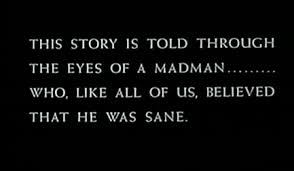 THIS STORY IS TOLD THROUGH
THE EYES OF A MADMAN.........
WHO, LIKE ALL OF US, BELIEVED
THAT HE WAS SANE.